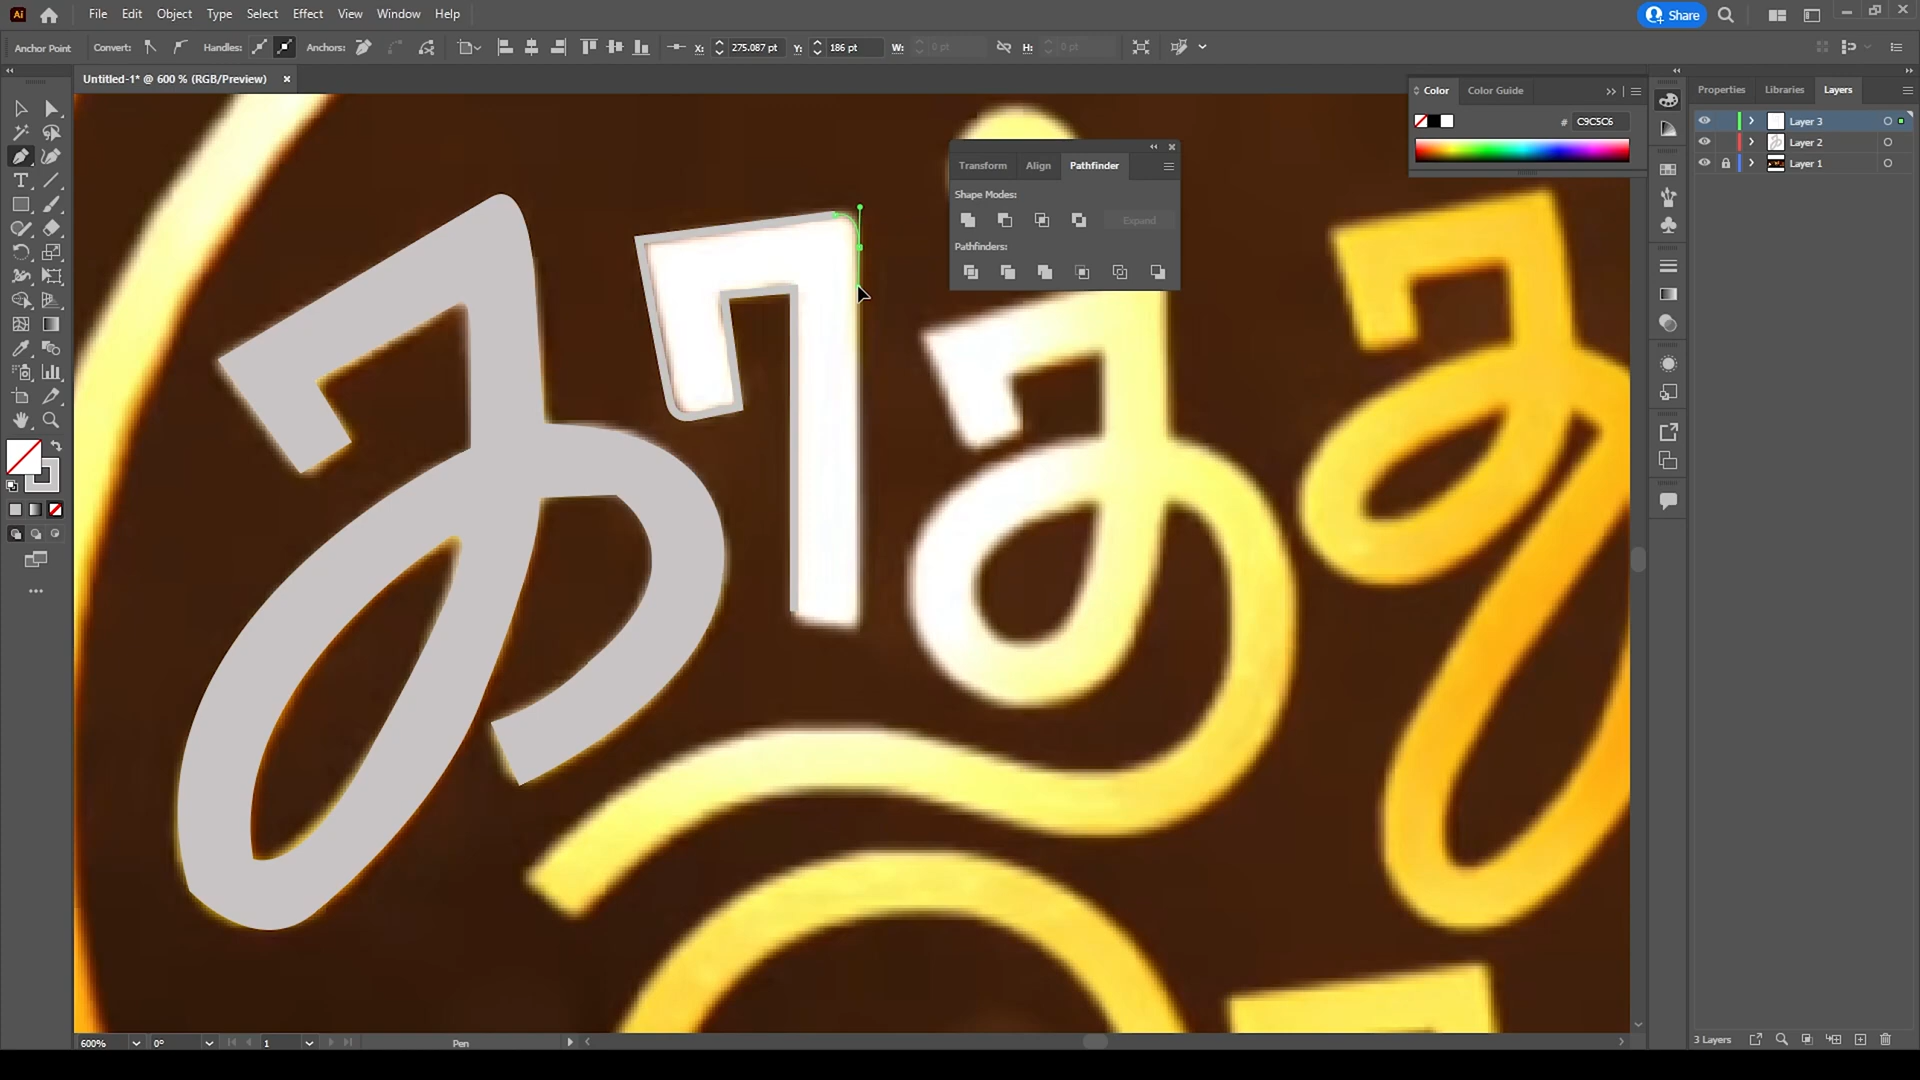 Ai File Edit Object Type Select Effect View Window Help Share
Anchor Point Convert: Handles: Anchors: X: 275.087 pt Y: 186 pt W: 0 pt H: 0 pt
Untitled-1* @ 600 % (RGB/Preview)
Color Color Guide
# C9C5C6
Properties Libraries Layers
Layer 3
Layer 2
Layer 1
Transform Align Pathfinder
Shape Modes:
Expand
Pathfinders:
600% 0° 1 Pen
3 Layers